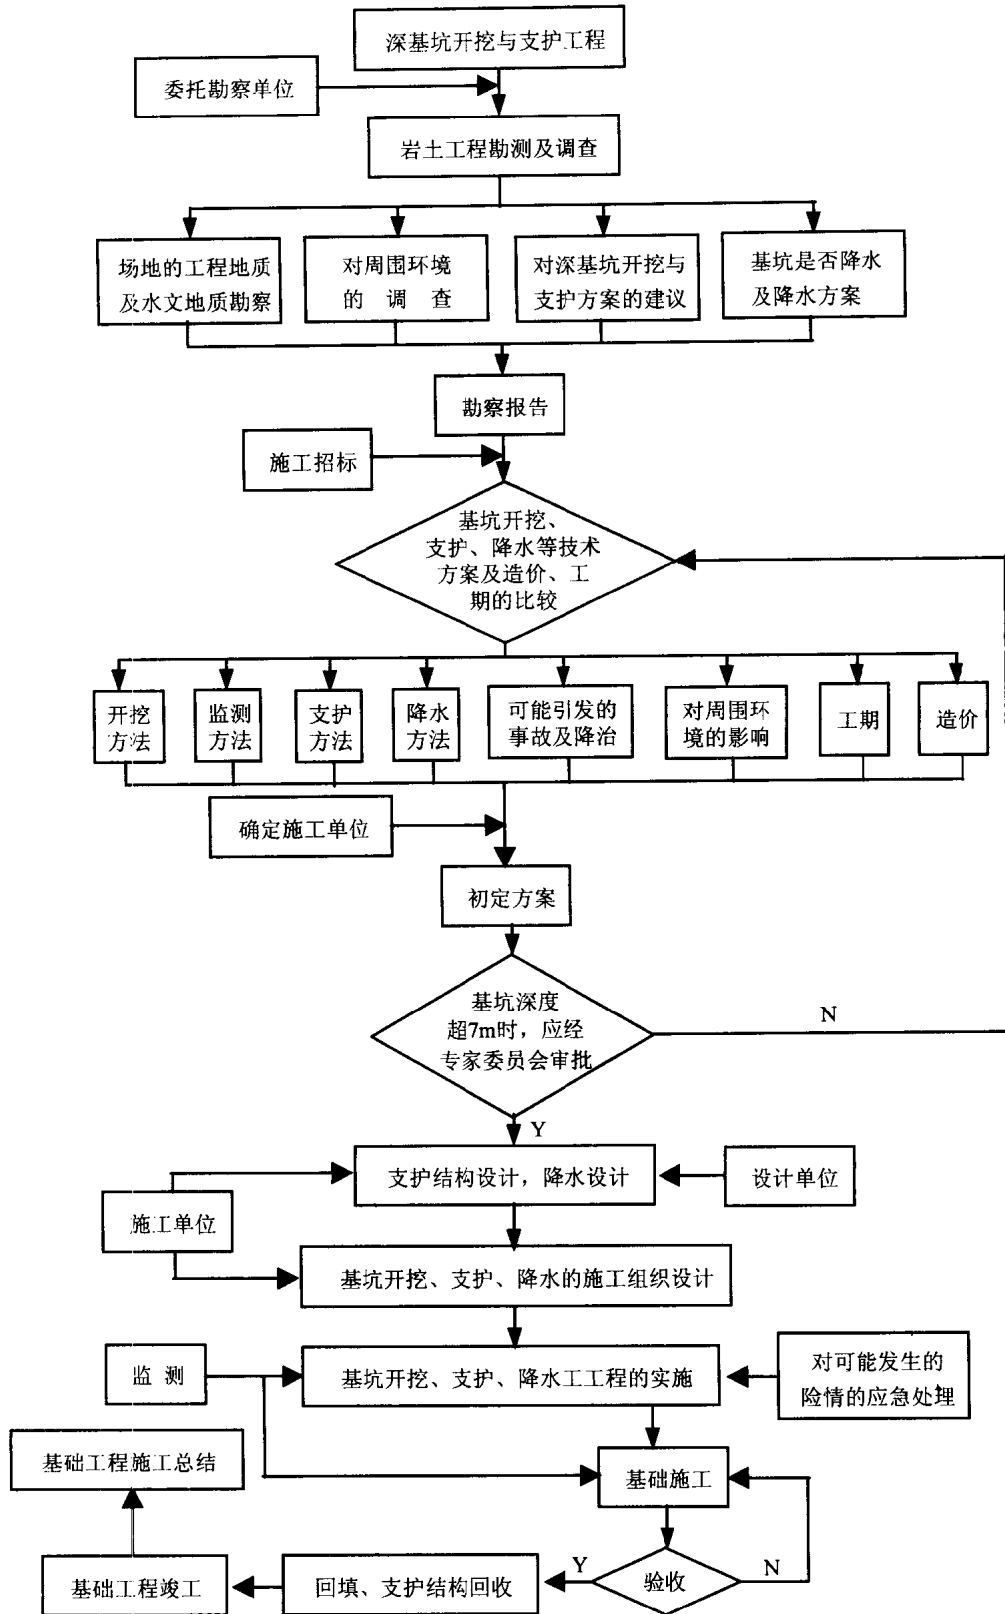 深基坑开挖与支护工程
委托勘察单位
岩土工程勘测及调查
场地的工程地质
及水文地质勘察
对周围环境
的 调 查
对深基坑开挖与
支护方案的建议
基坑是否降水
及降水方案
勘察报告
施工招标
基坑开挖、
支护、降水等技术
方案及造价、工
期的比较
开挖
方法
监测
方法
支护
方法
降水
方法
可能引发的
事故及降治
对周围环
境的影响
工期
造价
确定施工单位
初定方案
基坑深度
超7m时，应经
专家委员会审批
N
Y
支护结构设计，降水设计
设计单位
施工单位
基坑开挖、支护、降水的施工组织设计
监 测
基坑开挖、支护、降水工工程的实施
对可能发生的
险情的应急处理
基础工程施工总结
基础施工
基础工程竣工
回填、支护结构回收
Y
验收
N